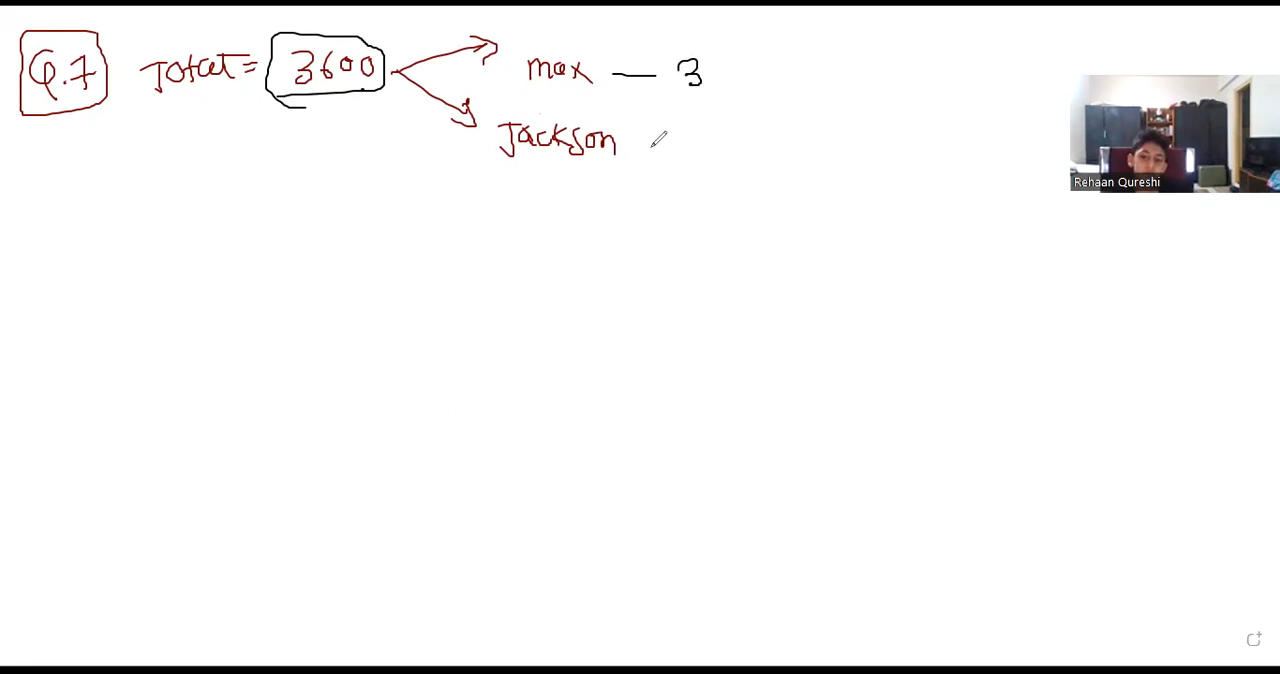 Q.7 Total = 3600 max — 3
Jackson
Rehaan Qureshi